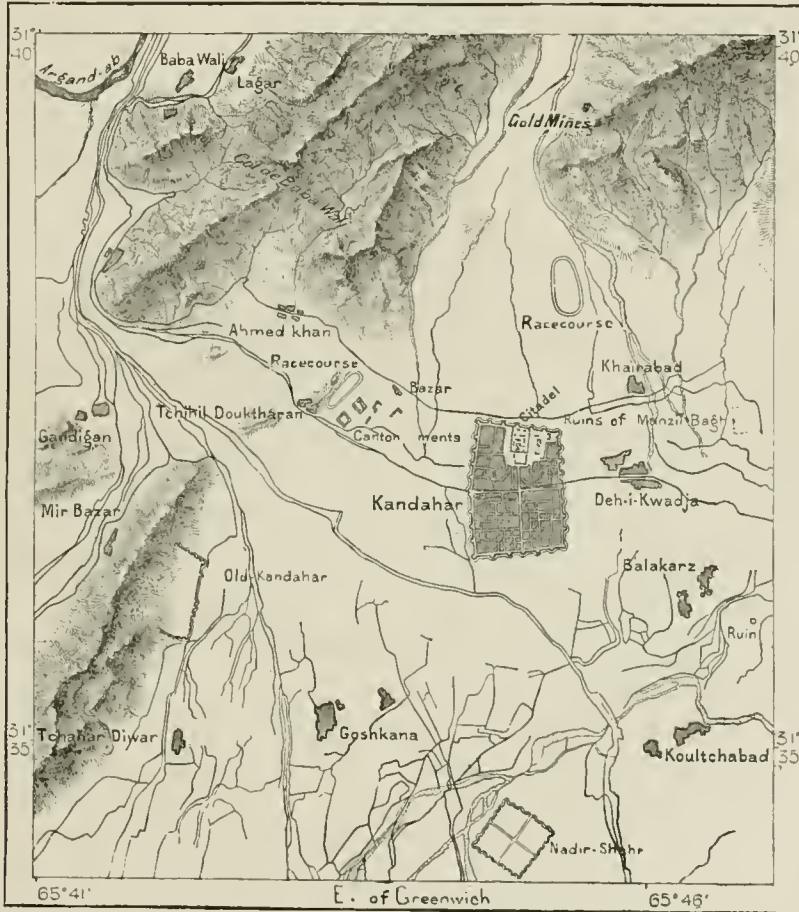 31°
40'
31°
40'
Argand-ab
Baba Wali
Lagar
Gold Mines
Col de Baba Wali
Racecourse
Ahmed khan
Racecourse
Khairabad
Bazar
Citadel
Tchihil Douktharan
Ruins of Manzil Bagh
Gandigan
Cantonments
Kandahar
Deh-i-Kwadja
Mir Bazar
Balakarz
Old-Kandahar
Ruin
31°
35'
Tchahar Diwar
Goshkana
31°
35'
Koultchabad
Nadir-Shahr
65°41'
E. of Greenwich
65°46'